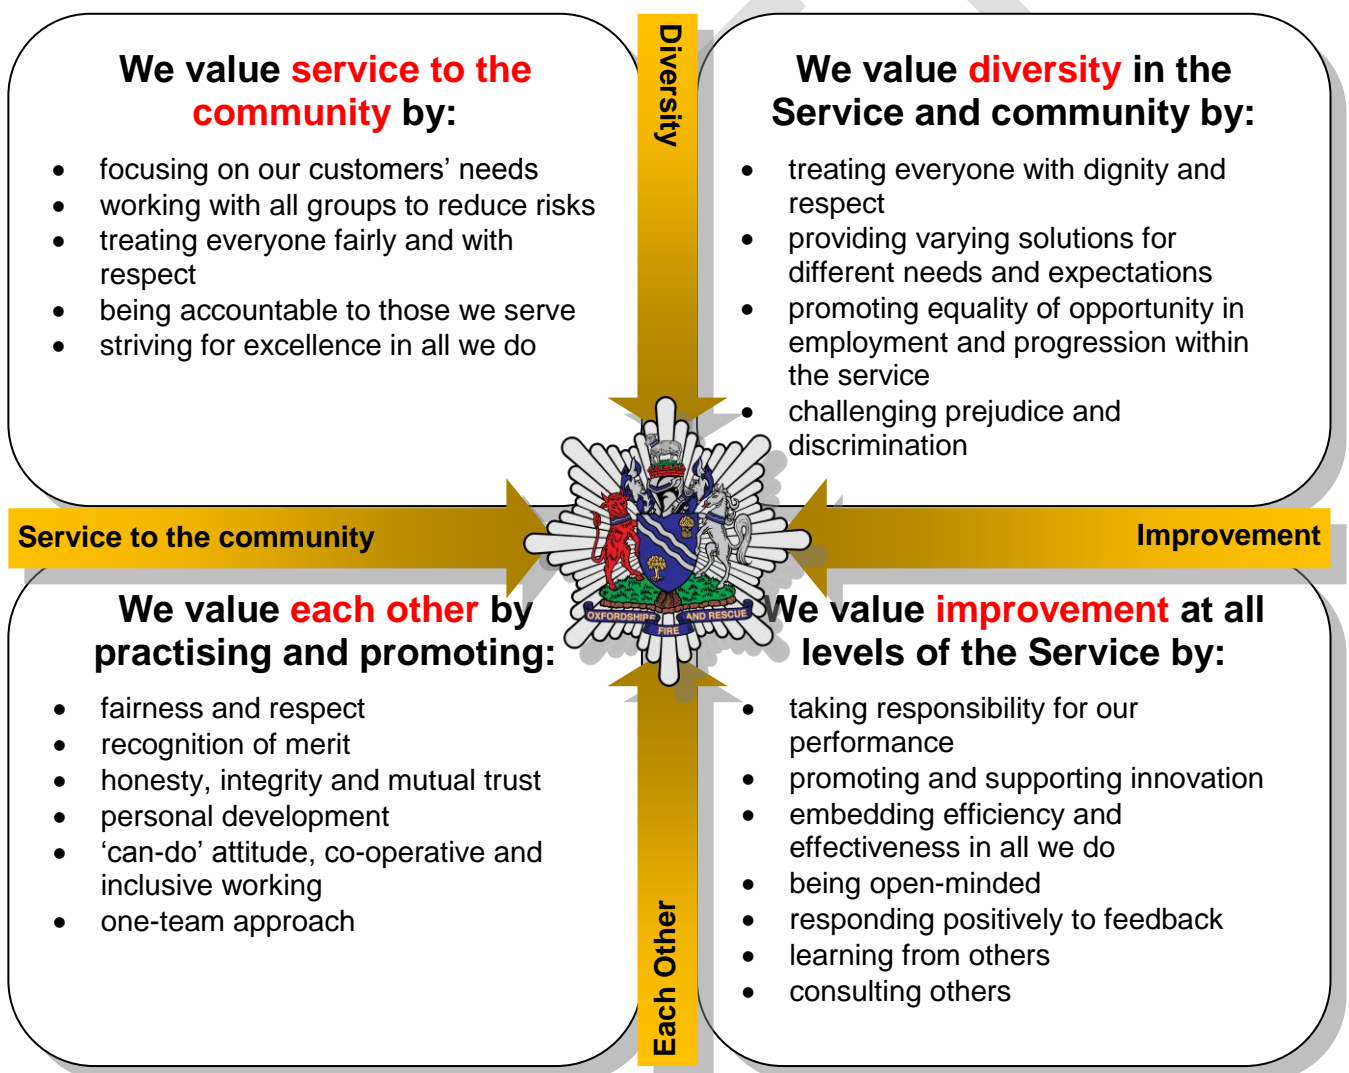 We value service to the
community by:
• focusing on our customers’ needs
• working with all groups to reduce risks
• treating everyone fairly and with
respect
• being accountable to those we serve
• striving for excellence in all we do
Diversity
We value diversity in the
Service and community by:
• treating everyone with dignity and
respect
• providing varying solutions for
different needs and expectations
• promoting equality of opportunity in
employment and progression within
the service
• challenging prejudice and
discrimination
Service to the community
Improvement
OXFORDSHIRE
FIRE
AND RESCUE
We value each other by
practising and promoting:
• fairness and respect
• recognition of merit
• honesty, integrity and mutual trust
• personal development
• ‘can-do’ attitude, co-operative and
inclusive working
• one-team approach
Each Other
We value improvement at all
levels of the Service by:
• taking responsibility for our
performance
• promoting and supporting innovation
• embedding efficiency and
effectiveness in all we do
• being open-minded
• responding positively to feedback
• learning from others
• consulting others